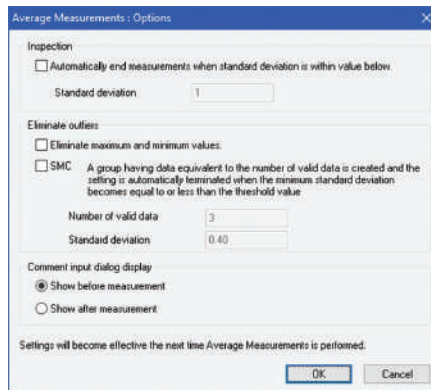 Average Measurements : Options
Inspection
Automatically end measurements when standard deviation is within value below.
Standard deviation 1
Eliminate outliers
Eliminate maximum and minimum values.
SMC A group having data equivalent to the number of valid data is created and the
setting is automatically terminated when the minimum standard deviation
becomes equal to or less than the threshold value
Number of valid data 3
Standard deviation 0.40
Comment input dialog display
Show before measurement
Show after measurement
Settings will become effective the next time Average Measurements is performed.
OK Cancel